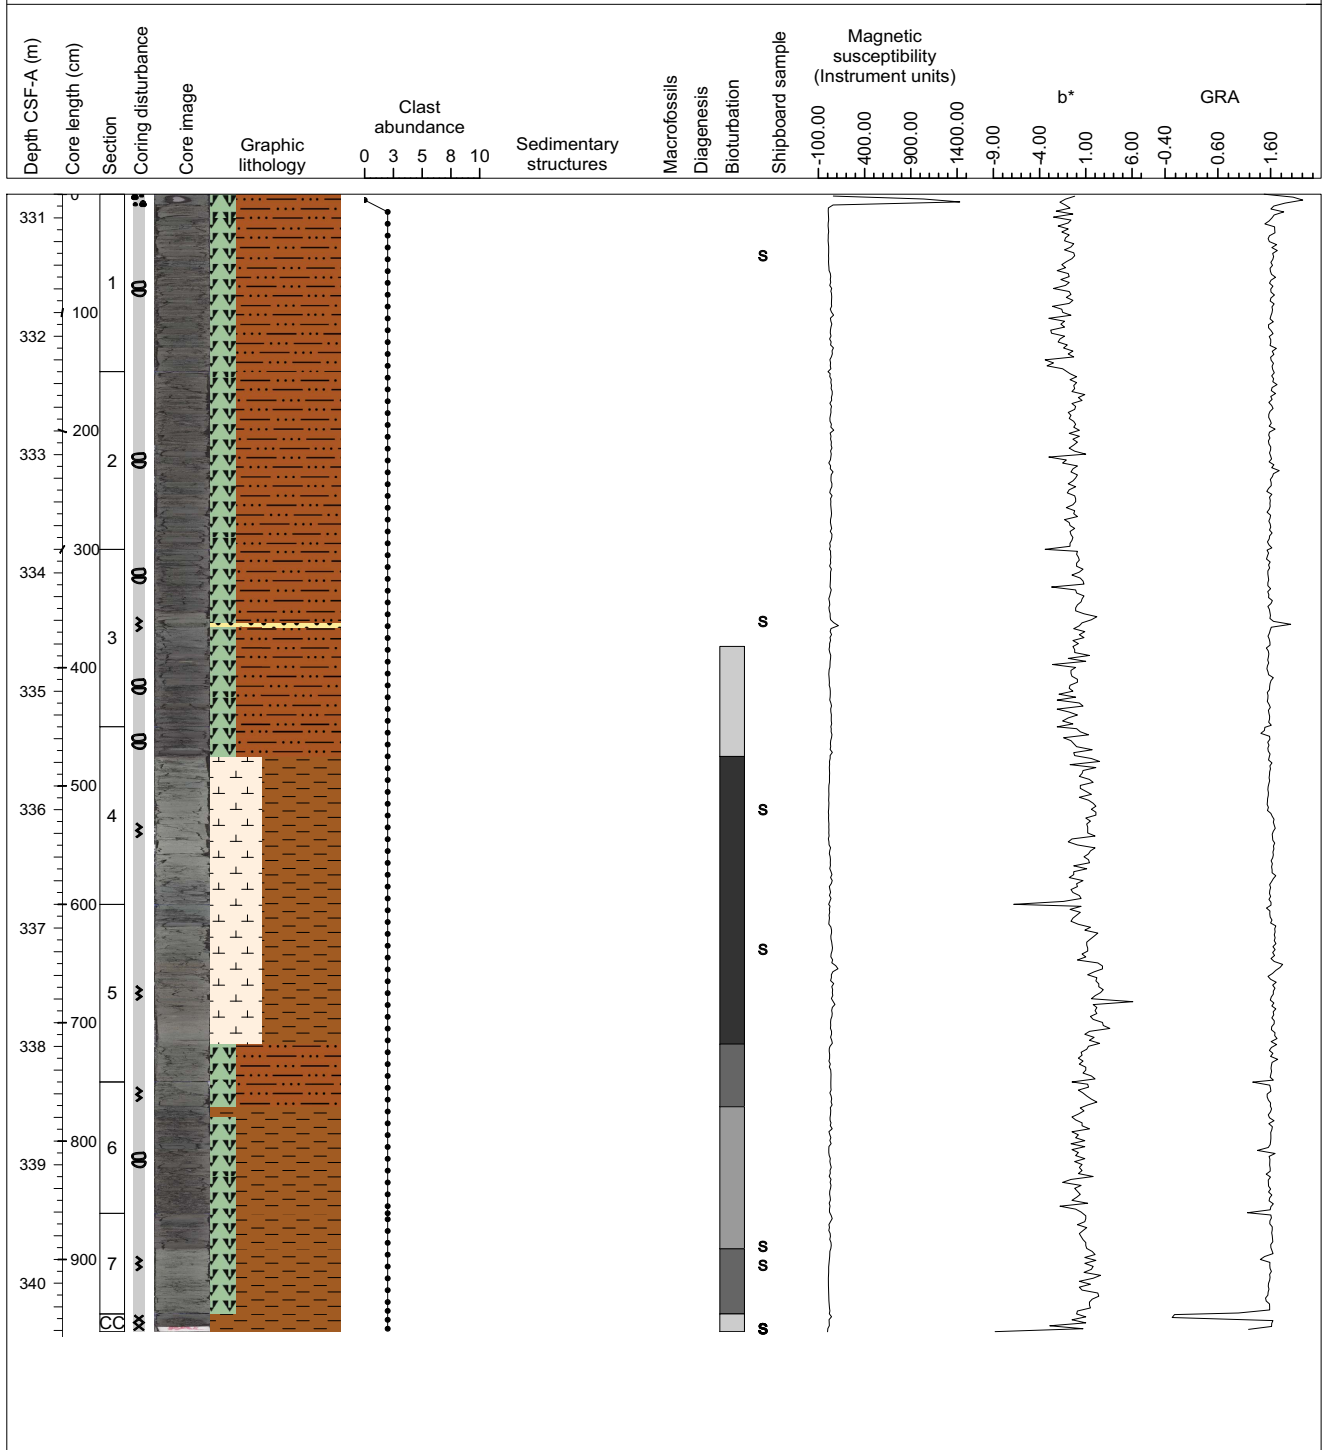 Depth CSF-A (m)
Core length (cm)
Section
Coring disturbance
Core image
Graphic
lithology
Clast
abundance
0 3 5 8 10
Sedimentary
structures
Macrofossils
Diagenesis
Bioturbation
Shipboard sample
Magnetic
susceptibility
(Instrument units)
-100.00 400.00 900.00 1400.00
b*
-9.00 -4.00 1.00 6.00
GRA
-0.40 0.60 1.60
0
331
S
1
100
332
200
333
2
300
334
S
3
400
335
500
336
4
S
600
337
S
5
700
338
800
6
339
S
900
7
S
340
CC
S